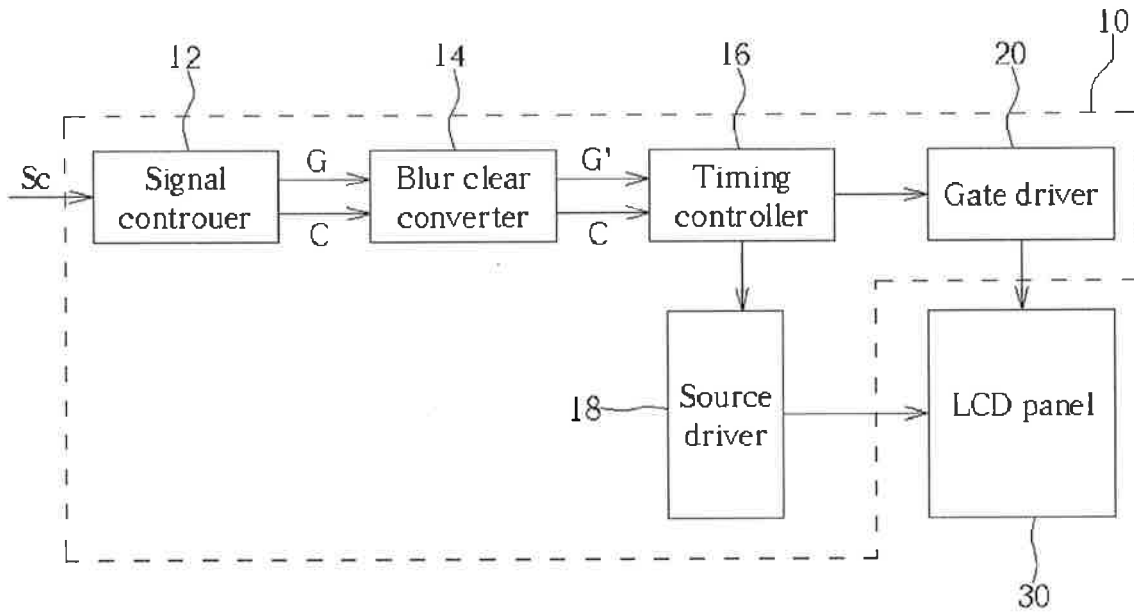 10
12
14
16
20
Sc
Signal
controuer
G
C
Blur clear
converter
G'
C
Timing
controller
Gate driver
18
Source
driver
LCD panel
30